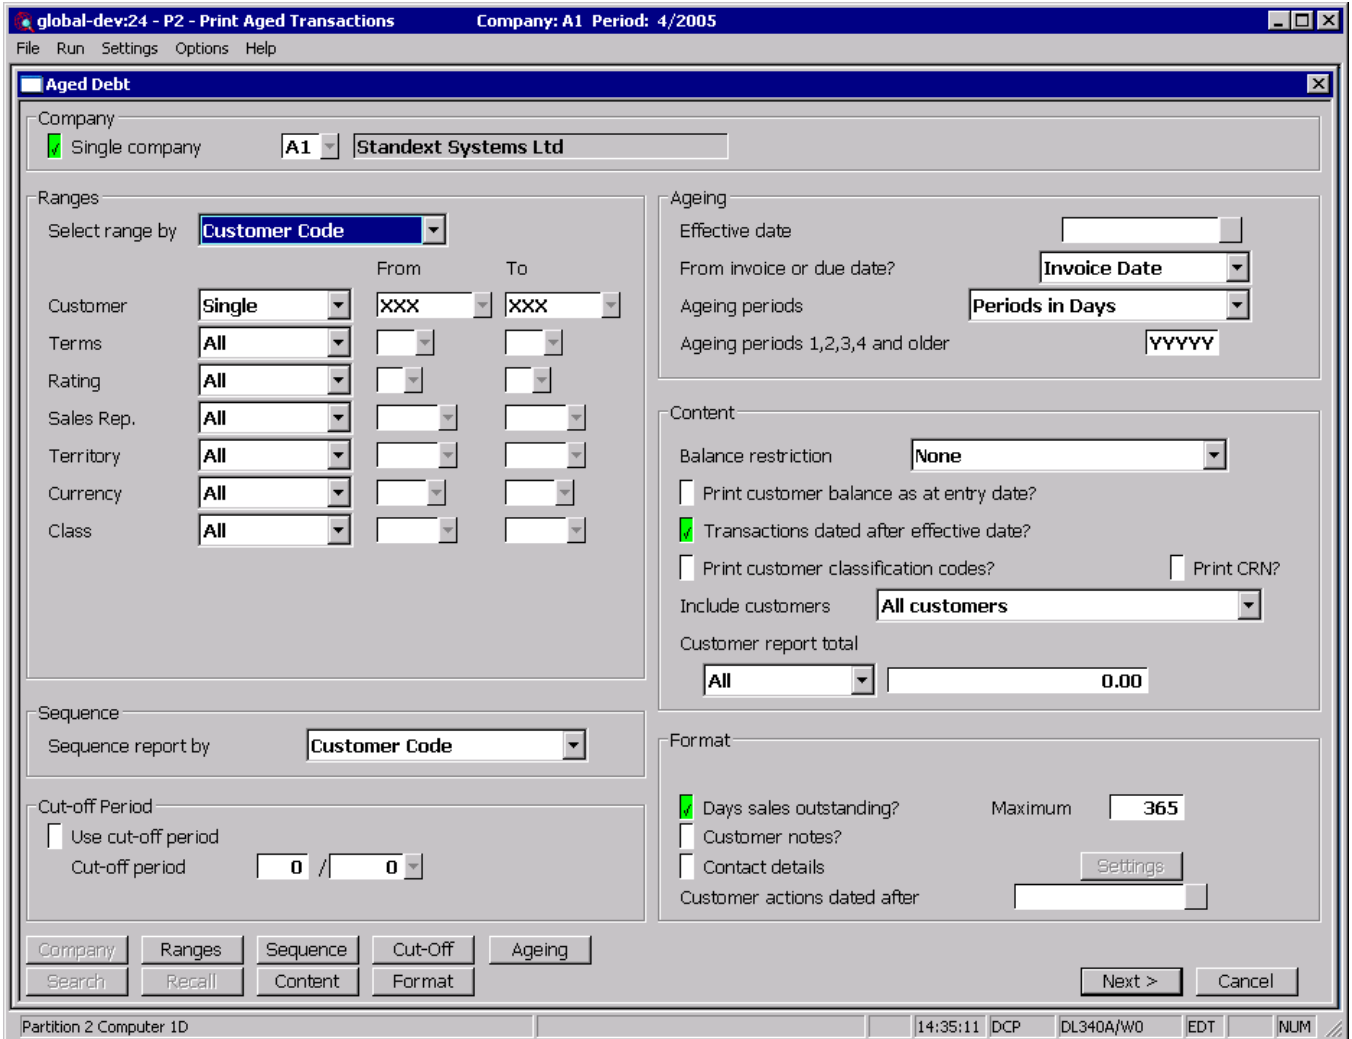 global-dev:24 - P2 - Print Aged Transactions Company: A1 Period: 4/2005
File Run Settings Options Help
Aged Debt
Company
Single company A1 Standext Systems Ltd
Ranges
Select range by Customer Code
From To
Customer Single XXX XXX
Terms All
Rating All
Sales Rep. All
Territory All
Currency All
Class All
Sequence
Sequence report by Customer Code
Cut-off Period
Use cut-off period
Cut-off period 0 / 0
Ageing
Effective date
From invoice or due date? Invoice Date
Ageing periods Periods in Days
Ageing periods 1,2,3,4 and older YYYYY
Content
Balance restriction None
Print customer balance as at entry date?
Transactions dated after effective date?
Print customer classification codes? Print CRN?
Include customers All customers
Customer report total
All 0.00
Format
Days sales outstanding? Maximum 365
Customer notes?
Contact details Settings
Customer actions dated after
Company Ranges Sequence Cut-Off Ageing
Search Recall Content Format Next > Cancel
Partition 2 Computer 1D 14:35:11 DCP DL340A/W0 EDT NUM